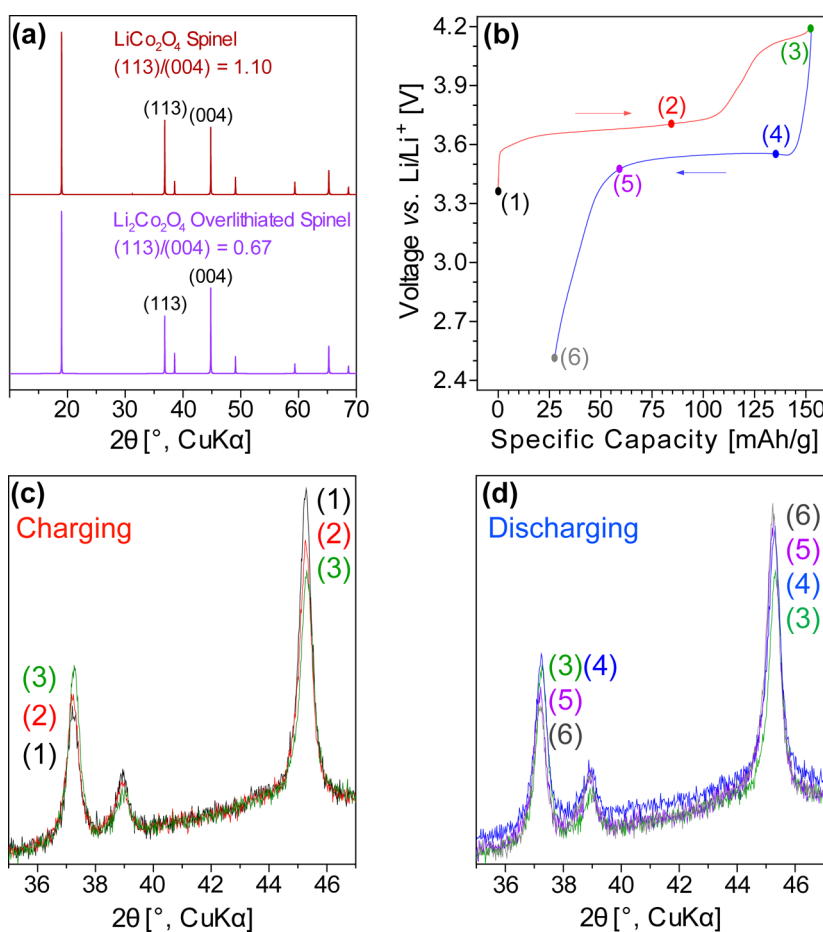 (a)
LiCo₂O₄ Spinel
(113)/(004) = 1.10
(113)
(004)
Li₂Co₂O₄ Overlithiated Spinel
(113)/(004) = 0.67
(113)
(004)
20 30 40 50 60 70
2θ [°, CuKα]
(b)
4.2
3.9
3.6
3.3
3.0
2.7
2.4
Voltage vs. Li/Li⁺ [V]
(1)
(2)
(3)
(4)
(5)
(6)
0 25 50 75 100 125 150
Specific Capacity [mAh/g]
(c)
Charging
(1)
(2)
(3)
(3)
(2)
(1)
36 38 40 42 44 46
2θ [°, CuKα]
(d)
Discharging
(6)
(5)
(4)
(3)
(3)(4)
(5)
(6)
36 38 40 42 44 46
2θ [°, CuKα]